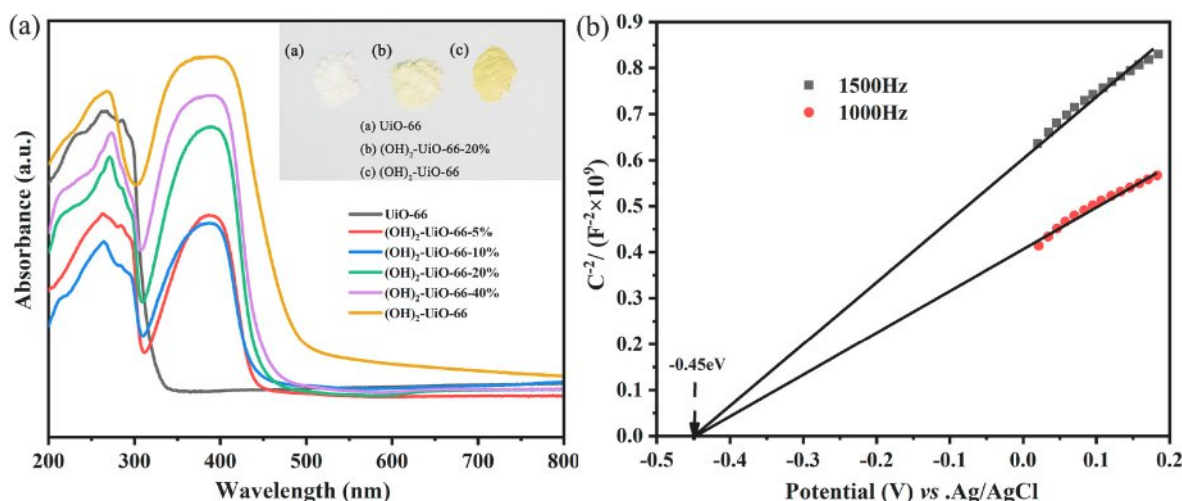 (a)
(a)
(b)
(c)
(a) UiO-66
(b) (OH)₂-UiO-66-20%
(c) (OH)₂-UiO-66
UiO-66
(OH)₂-UiO-66-5%
(OH)₂-UiO-66-10%
(OH)₂-UiO-66-20%
(OH)₂-UiO-66-40%
(OH)₂-UiO-66
Absorbance (a.u.)
200 300 400 500 600 700 800
Wavelength (nm)
(b)
1500Hz
1000Hz
C⁻²/ (F⁻²×10⁹)
0.9
0.8
0.7
0.6
0.5
0.4
0.3
0.2
0.1
0.0
-0.45eV
-0.5 -0.4 -0.3 -0.2 -0.1 0.0 0.1 0.2
Potential (V) vs .Ag/AgCl